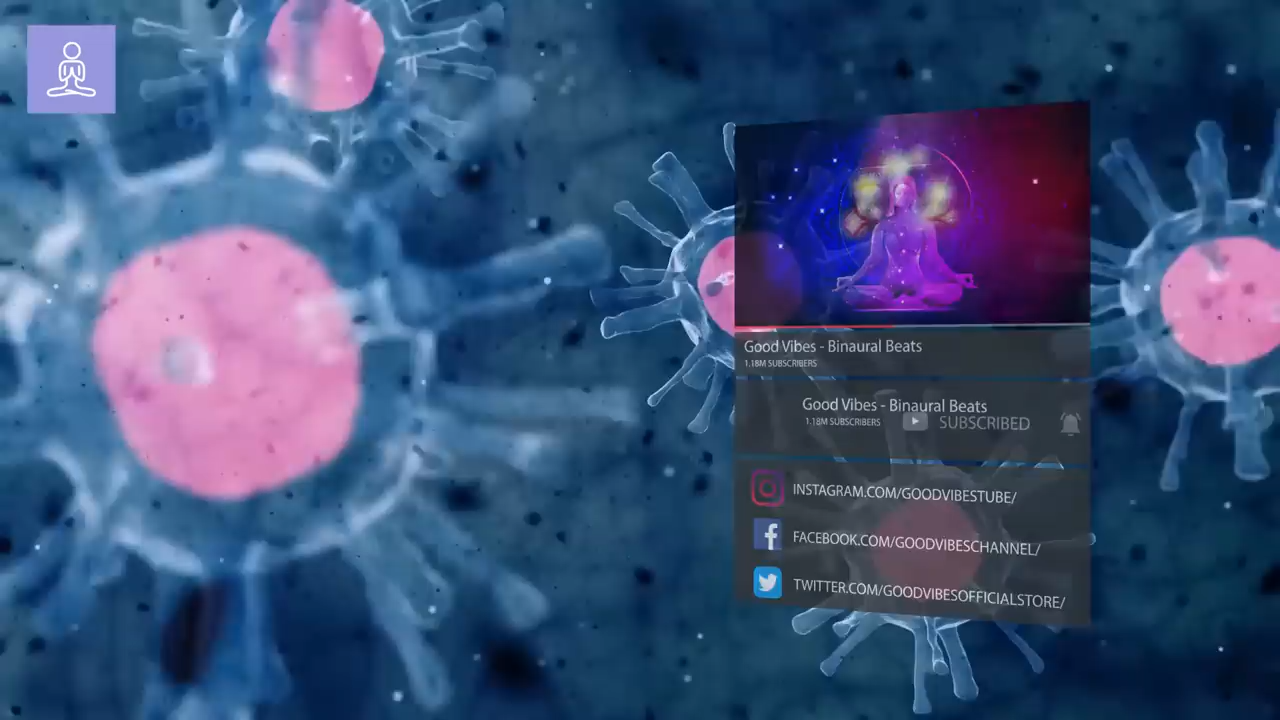 Good Vibes - Binaural Beats
1.18M SUBSCRIBERS
Good Vibes - Binaural Beats
1.18M SUBSCRIBERS
SUBSCRIBED
INSTAGRAM.COM/GOODVIBESTUBE/
FACEBOOK.COM/GOODVIBESCHANNEL/
TWITTER.COM/GOODVIBESOFFICIALSTORE/